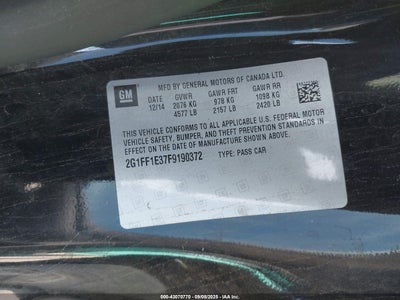 GM
MFD BY GENERAL MOTORS OF CANADA LTD.
DATE GVWR GAWR FRT GAWR RR
12/14 2076 KG 978 KG 1098 KG
4577 LB 2157 LB 2420 LB
THIS VEHICLE CONFORMS TO ALL APPLICABLE U.S. FEDERAL MOTOR
VEHICLE SAFETY, BUMPER, AND THEFT PREVENTION STANDARDS IN
EFFECT ON THE DATE OF MANUFACTURE SHOWN ABOVE.
2G1FF1E37F9190372 TYPE: PASS CAR
000-43070770 - 09/09/2025 - IAA Inc.